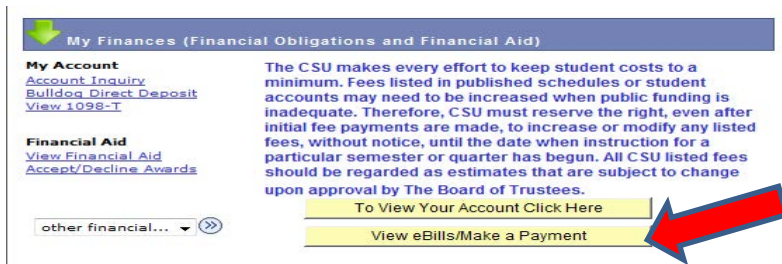 My Finances (Financial Obligations and Financial Aid)
My Account
Account Inquiry
Bulldog Direct Deposit
View 1098-T
Financial Aid
View Financial Aid
Accept/Decline Awards
other financial...
The CSU makes every effort to keep student costs to a
minimum. Fees listed in published schedules or student
accounts may need to be increased when public funding is
inadequate. Therefore, CSU must reserve the right, even after
initial fee payments are made, to increase or modify any listed
fees, without notice, until the date when instruction for a
particular semester or quarter has begun. All CSU listed fees
should be regarded as estimates that are subject to change
upon approval by The Board of Trustees.
To View Your Account Click Here
View eBills/Make a Payment